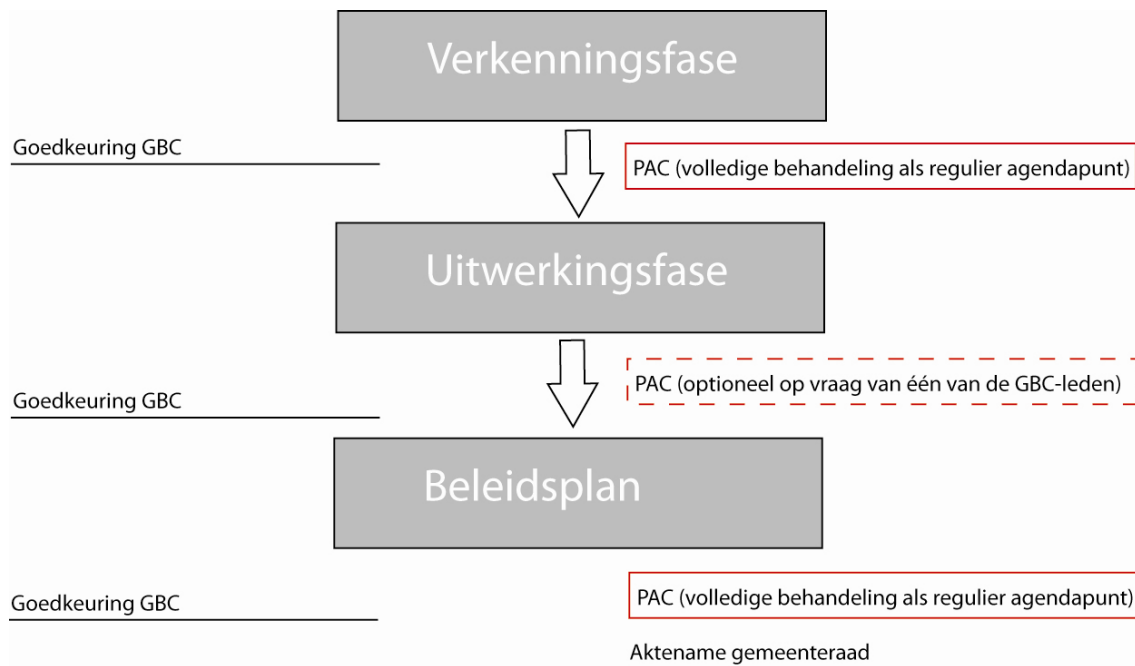 Verkenningsfase
Goedkeuring GBC
PAC (volledige behandeling als regulier agendapunt)
Uitwerkingsfase
PAC (optioneel op vraag van één van de GBC-leden)
Goedkeuring GBC
Beleidsplan
PAC (volledige behandeling als regulier agendapunt)
Goedkeuring GBC
Aktename gemeenteraad